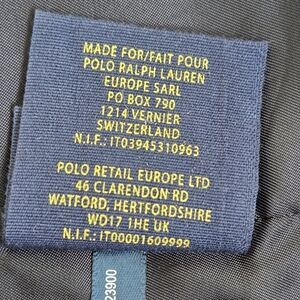 MADE FOR/FAIT POUR
POLO RALPH LAUREN
EUROPE SARL
PO BOX 790
1214 VERNIER
SWITZERLAND
N.I.F.: IT03945310963
POLO RETAIL EUROPE LTD
46 CLARENDON RD
WATFORD, HERTFORDSHIRE
WD17 1HE UK
N.I.F.: IT00001609999
23900